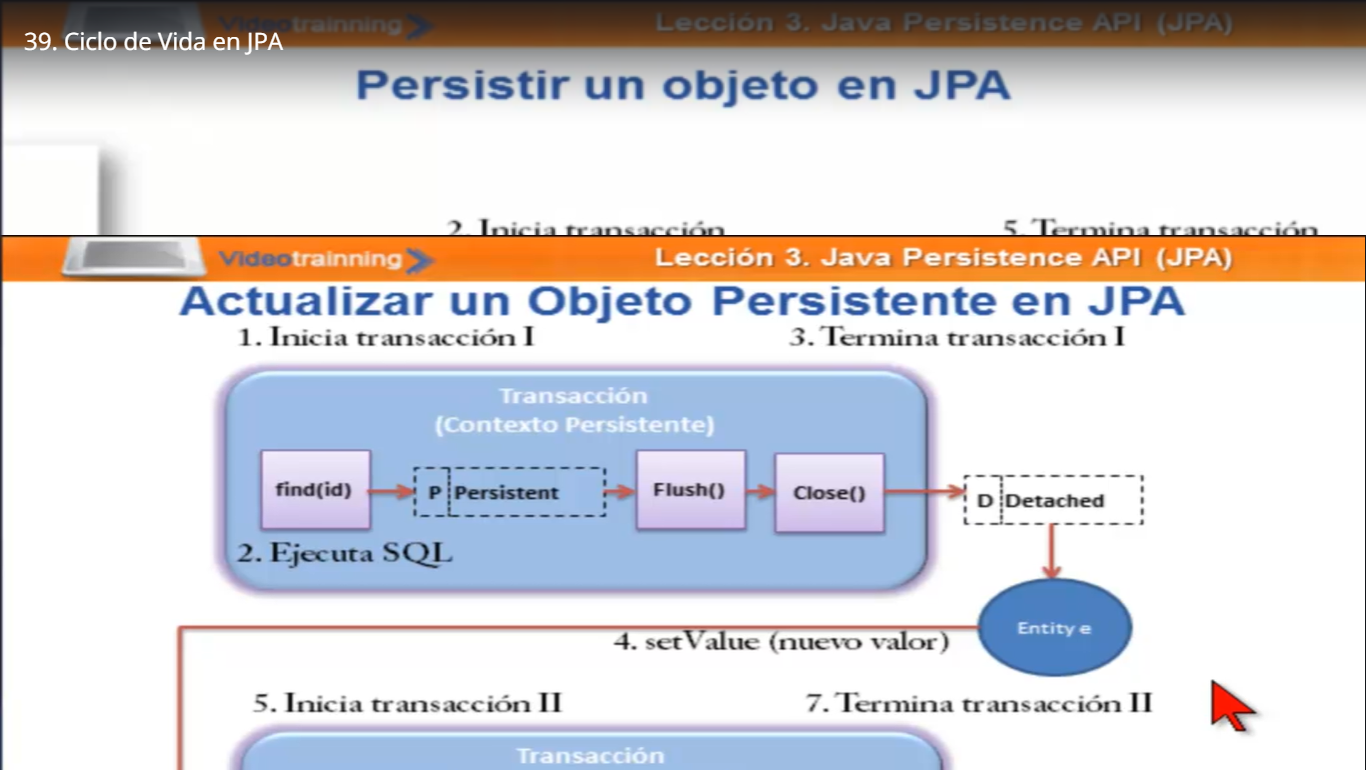 Videotrainning
Lección 3. Java Persistence API (JPA)
39. Ciclo de Vida en JPA
Persistir un objeto en JPA
2. Inicia transacción
5. Termina transacción
Videotrainning
Lección 3. Java Persistence API (JPA)
Actualizar un Objeto Persistente en JPA
1. Inicia transacción I
3. Termina transacción I
Transacción
(Contexto Persistente)
find(id)
P Persistent
Flush()
Close()
D Detached
2. Ejecuta SQL
Entity e
4. setValue (nuevo valor)
5. Inicia transacción II
7. Termina transacción II
Transacción